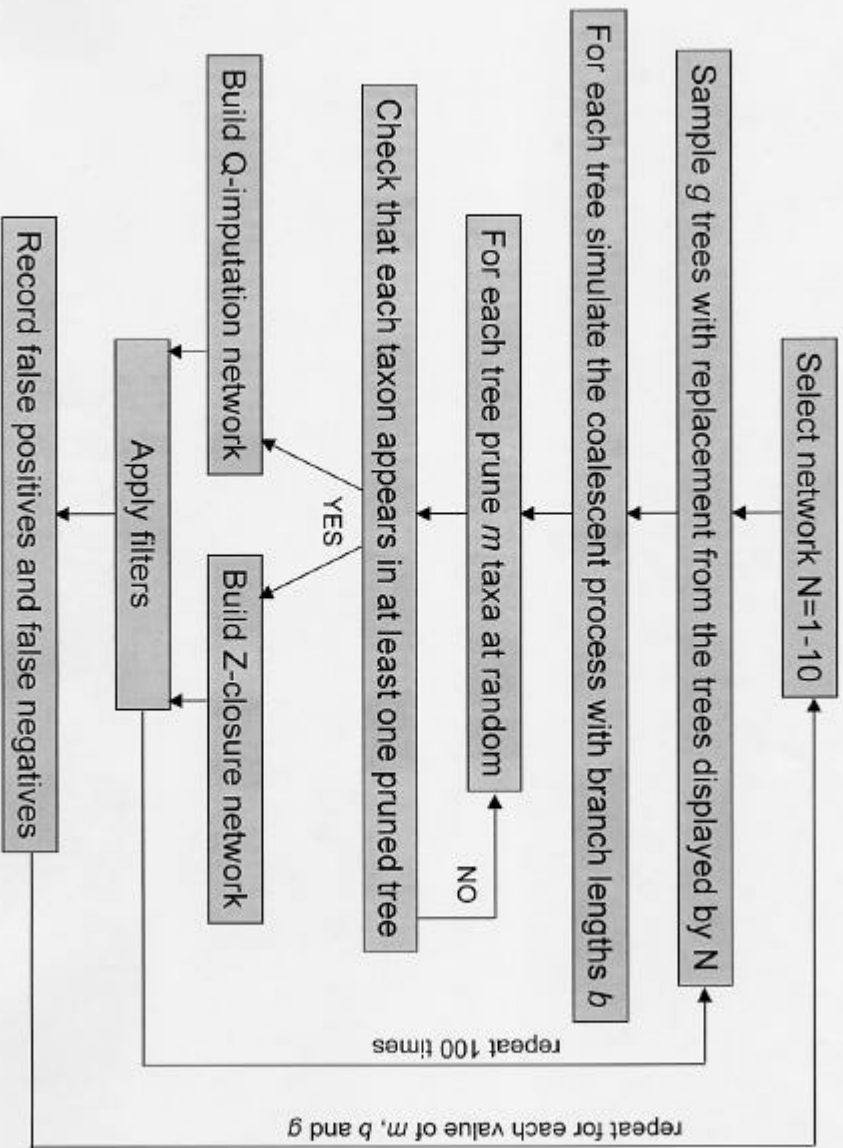 Select network N=1-10
Sample g trees with replacement from the trees displayed by N
For each tree simulate the coalescent process with branch lengths b
For each tree prune m taxa at random
NO
Check that each taxon appears in at least one pruned tree
YES
Build Q-imputation network
Build Z-closure network
Apply filters
Record false positives and false negatives
repeat 100 times
repeat for each value of m, b and g